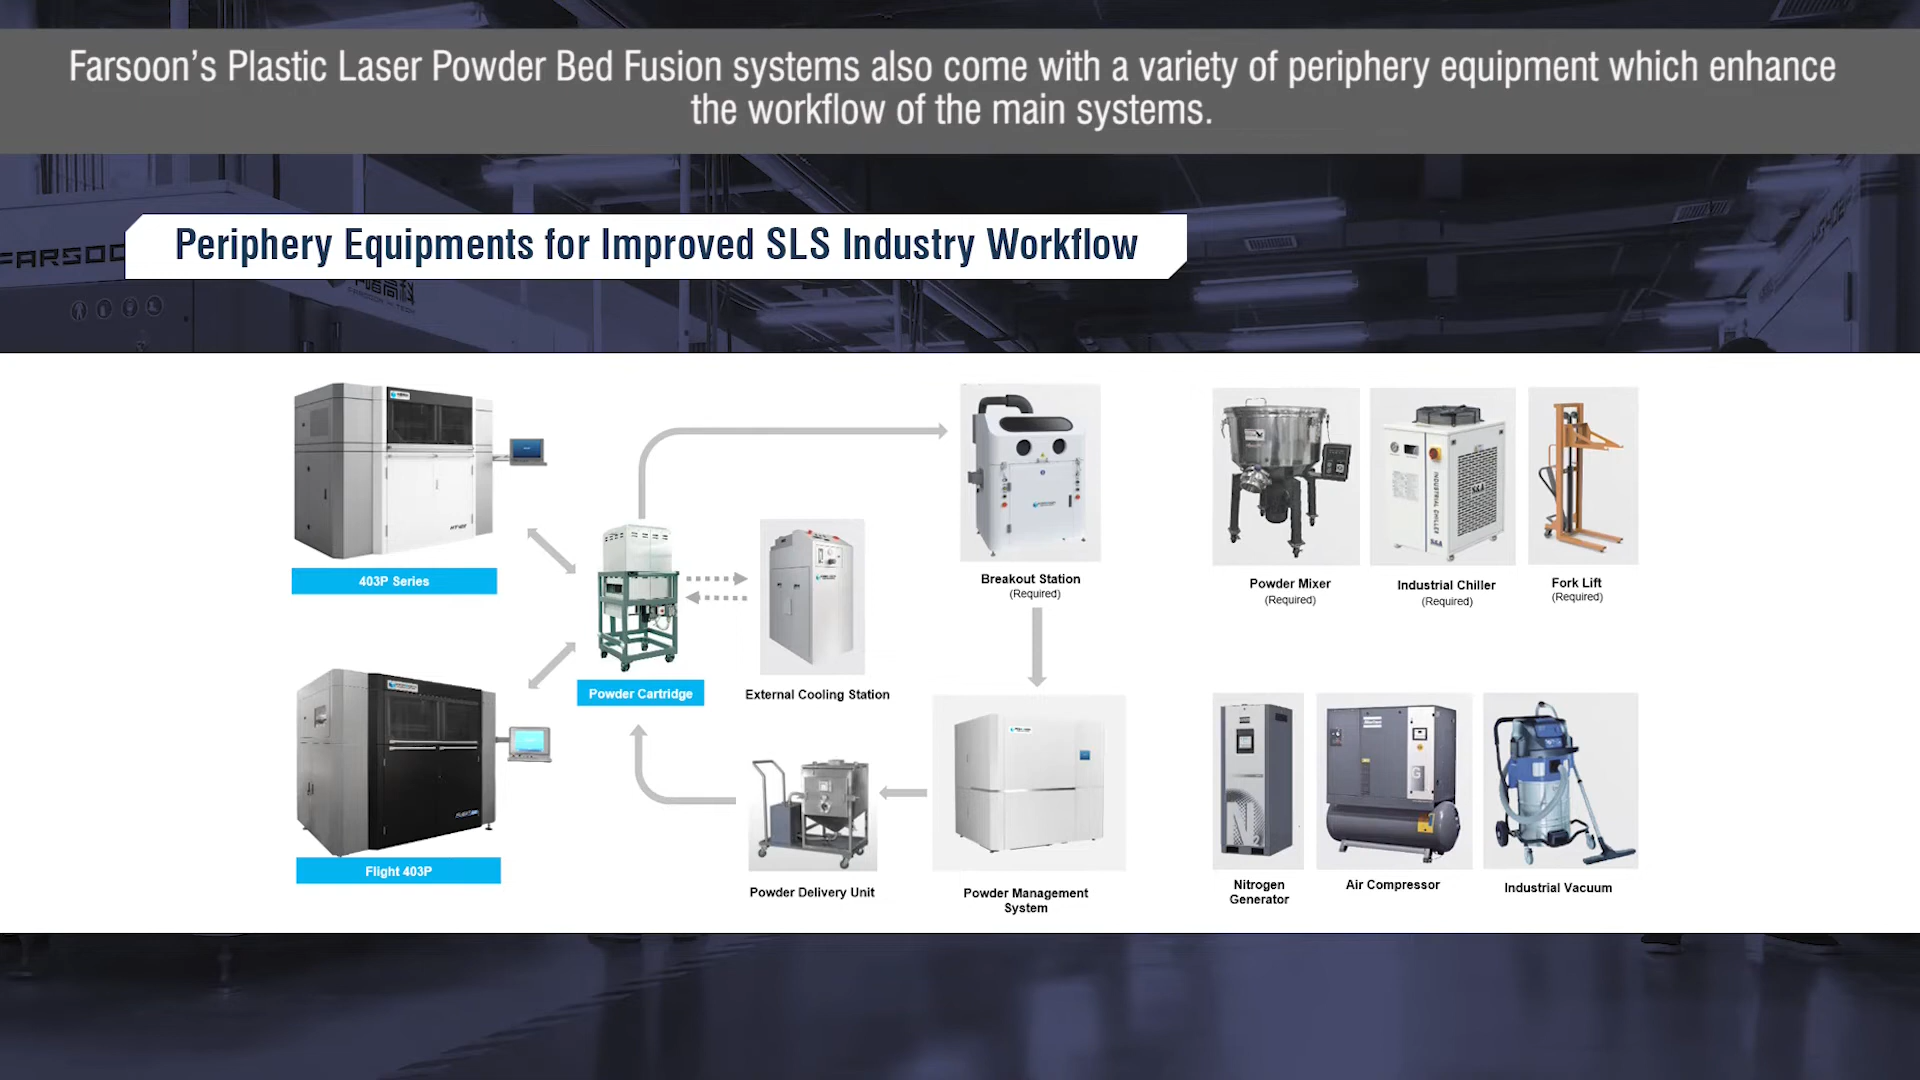 Farsoon's Plastic Laser Powder Bed Fusion systems also come with a variety of periphery equipment which enhance
the workflow of the main systems.
Periphery Equipments for Improved SLS Industry Workflow
FARSOO
403P Series
Flight 403P
Powder Cartridge
External Cooling Station
Breakout Station
(Required)
Powder Delivery Unit
Powder Management
System
Powder Mixer
(Required)
Industrial Chiller
(Required)
INDUSTRIAL CHILLER
S&A
S&A
Fork Lift
(Required)
Nitrogen
Generator
N
Air Compressor
G
Industrial Vacuum